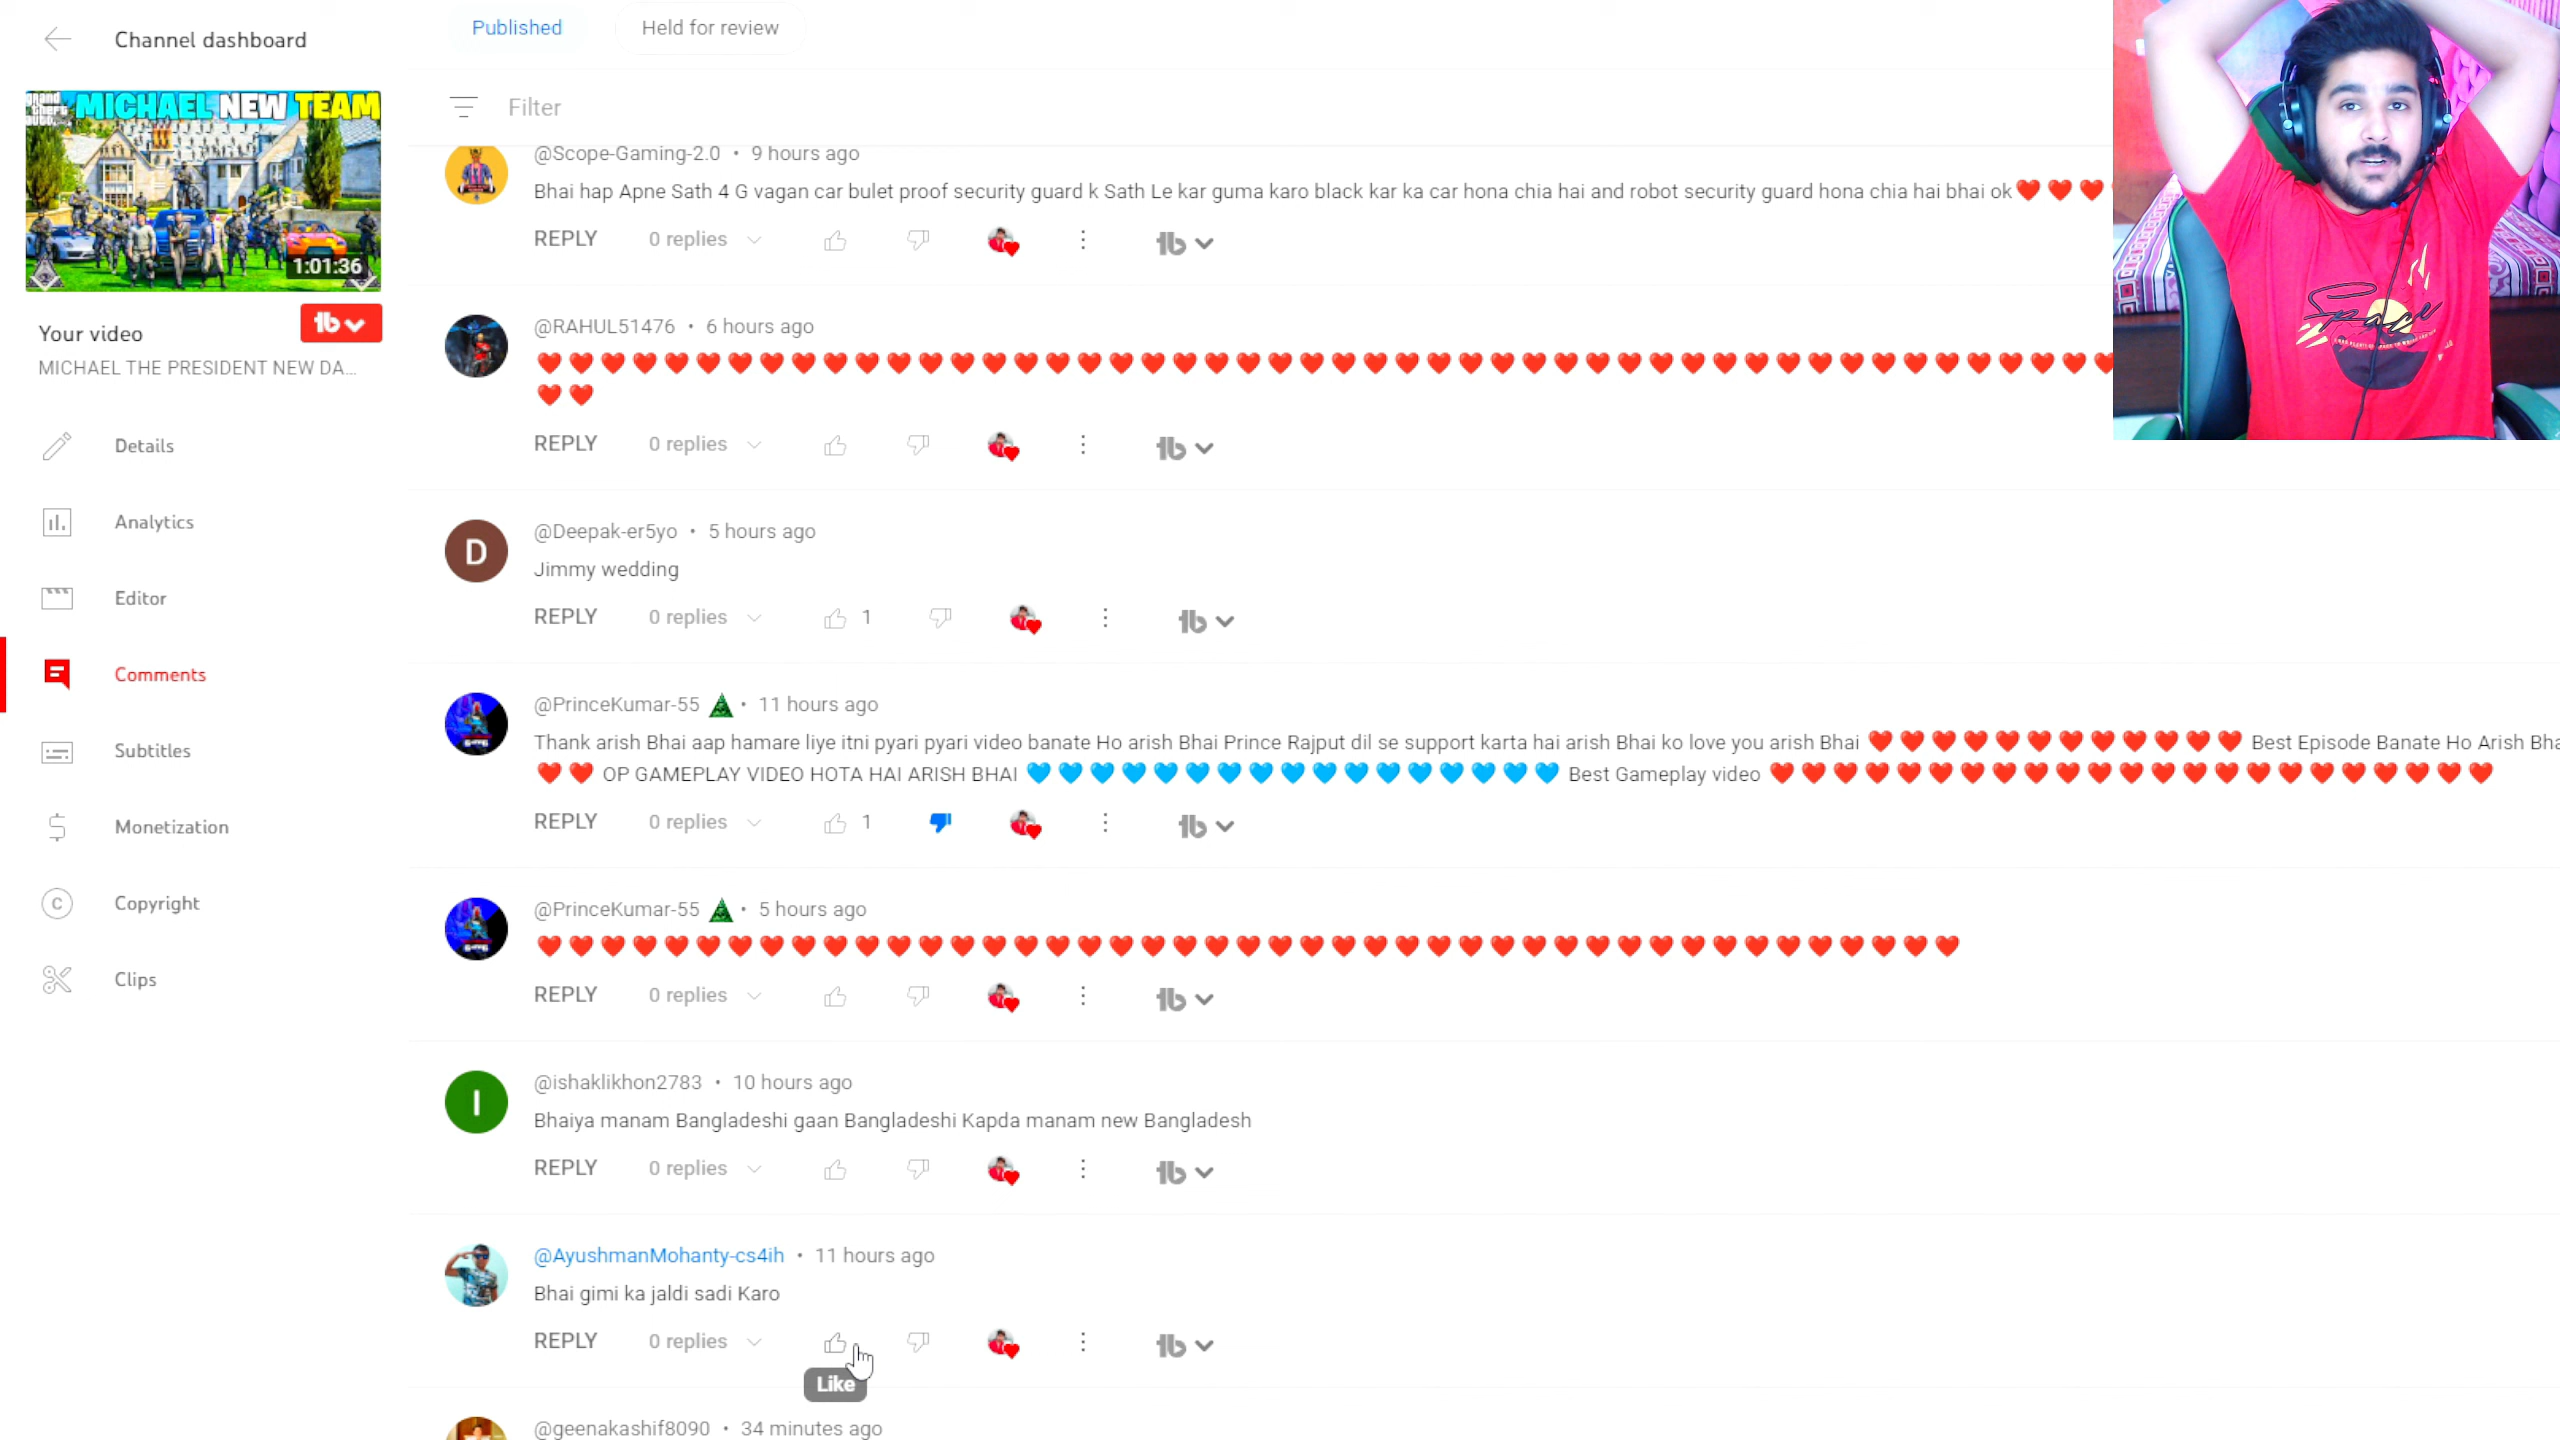 Channel dashboard
MICHAEL NEW TEAM
1:01:36
Your video
MICHAEL THE PRESIDENT NEW DA...
Details
Analytics
Editor
Comments
Subtitles
Monetization
Copyright
Clips
Published
Held for review
Filter
@Scope-Gaming-2.0 • 9 hours ago
Bhai hap Apne Sath 4 G vagan car bulet proof security guard k Sath Le kar guma karo black kar ka car hona chia hai and robot security guard hona chia hai bhai ok❤❤❤
REPLY 0 replies
@RAHUL51476 • 6 hours ago
❤❤❤❤❤❤❤❤❤❤❤❤❤❤❤❤❤❤❤❤❤❤❤❤❤❤❤❤❤❤❤❤❤❤❤❤❤❤❤❤❤❤❤❤❤❤❤❤❤❤
❤❤
REPLY 0 replies
@Deepak-er5yo • 5 hours ago
D
Jimmy wedding
REPLY 0 replies 1
@PrinceKumar-55 • 11 hours ago
Thank arish Bhai aap hamare liye itni pyari pyari video banate Ho arish Bhai Prince Rajput dil se support karta hai arish Bhai ko love you arish Bhai ❤❤❤❤❤❤❤❤❤❤❤❤ Best Episode Banate Ho Arish Bha
❤❤ OP GAMEPLAY VIDEO HOTA HAI ARISH BHAI 💙💙💙💙💙💙💙💙💙💙💙💙💙💙💙💙💙 Best Gameplay video ❤❤❤❤❤❤❤❤❤❤❤❤❤❤❤❤❤❤❤❤❤❤❤
REPLY 0 replies 1
@PrinceKumar-55 • 5 hours ago
❤❤❤❤❤❤❤❤❤❤❤❤❤❤❤❤❤❤❤❤❤❤❤❤❤❤❤❤❤❤❤❤❤❤❤❤❤❤❤❤❤❤❤❤❤
REPLY 0 replies
@ishaklikhon2783 • 10 hours ago
I
Bhaiya manam Bangladeshi gaan Bangladeshi Kapda manam new Bangladesh
REPLY 0 replies
@AyushmanMohanty-cs4ih • 11 hours ago
Bhai gimi ka jaldi sadi Karo
REPLY 0 replies
Like
@geenakashif8090 • 34 minutes ago
Space